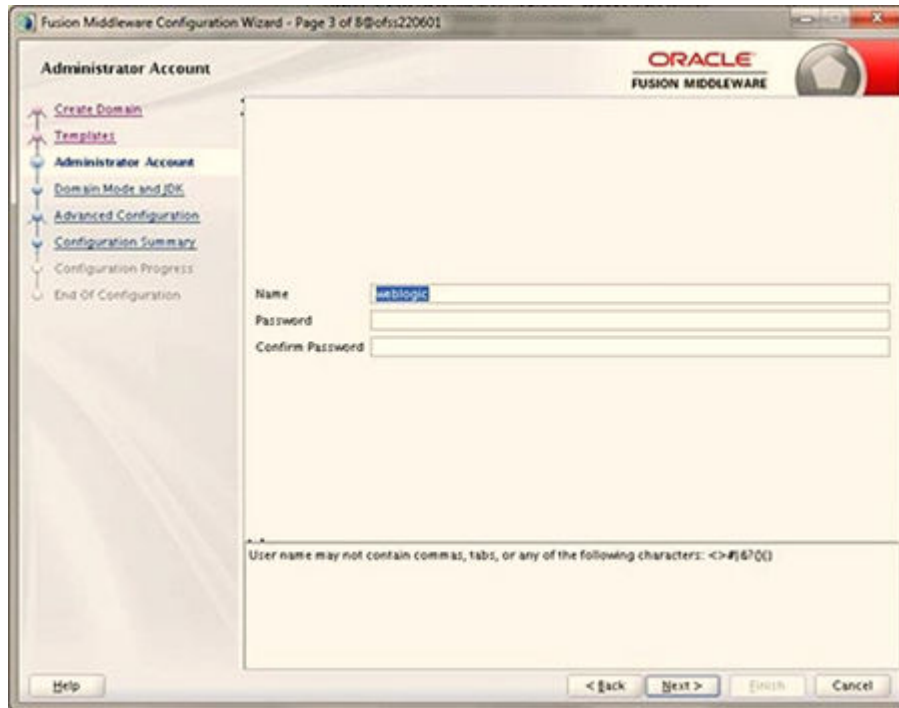 Fusion Middleware Configuration Wizard - Page 3 of 8@ofss220601
Administrator Account
ORACLE
FUSION MIDDLEWARE
Create Domain
Templates
Administrator Account
Domain Mode and JDK
Advanced Configuration
Configuration Summary
Configuration Progress
End Of Configuration
Name weblogic
Password
Confirm Password
User name may not contain commas, tabs, or any of the following characters:
Help
< Back
Next >
Finish
Cancel